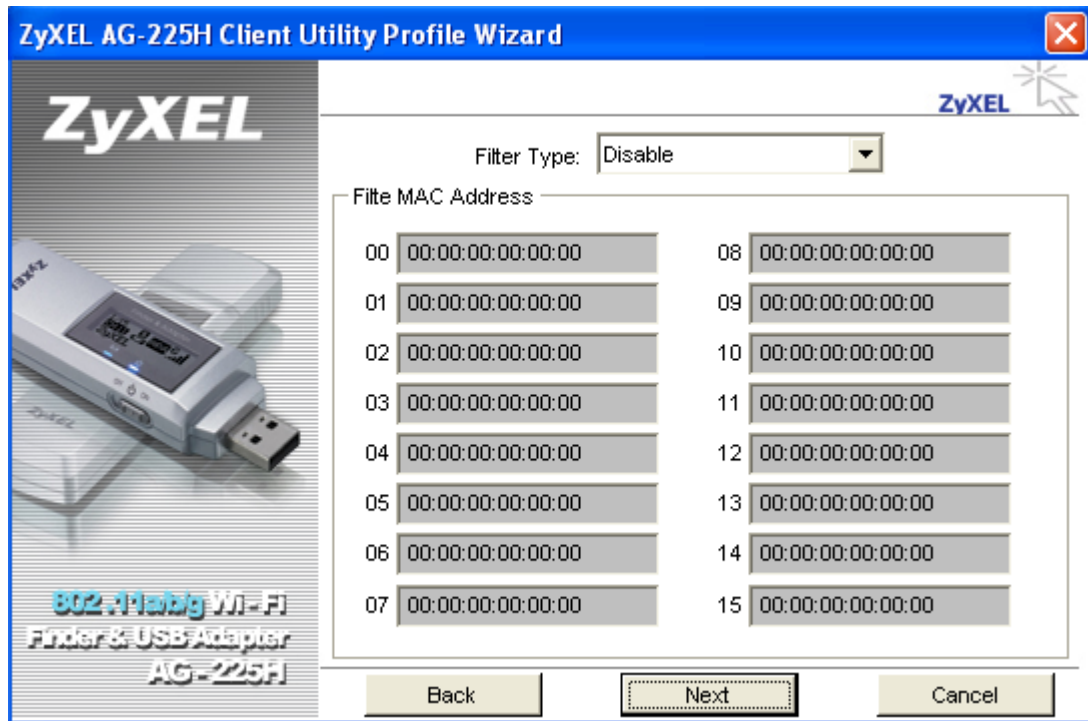 ZyXEL AG-225H Client Utility Profile Wizard
ZyXEL
ZyXEL
Filter Type: Disable
Filte MAC Address
00 00:00:00:00:00:00 08 00:00:00:00:00:00
01 00:00:00:00:00:00 09 00:00:00:00:00:00
02 00:00:00:00:00:00 10 00:00:00:00:00:00
03 00:00:00:00:00:00 11 00:00:00:00:00:00
04 00:00:00:00:00:00 12 00:00:00:00:00:00
05 00:00:00:00:00:00 13 00:00:00:00:00:00
06 00:00:00:00:00:00 14 00:00:00:00:00:00
07 00:00:00:00:00:00 15 00:00:00:00:00:00
ZyXEL
ZyXEL
ZyXEL
802.11a/b/g Wi-Fi
Finder & USB Adapter
AG-225H
Back Next Cancel